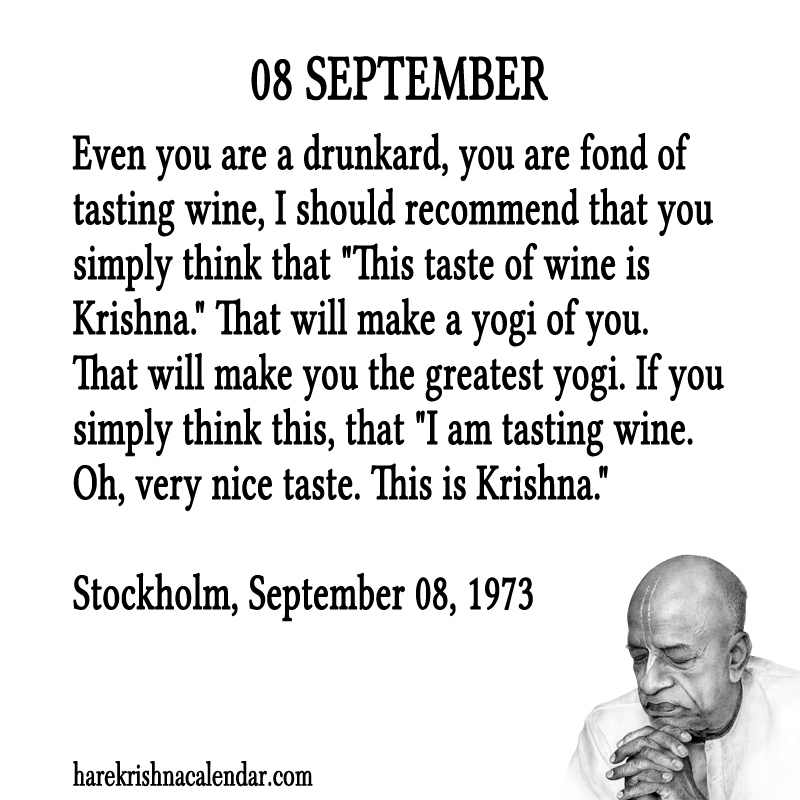 08 SEPTEMBER
Even you are a drunkard, you are fond of
tasting wine, I should recommend that you
simply think that "This taste of wine is
Krishna." That will make a yogi of you.
That will make you the greatest yogi. If you
simply think this, that "I am tasting wine.
Oh, very nice taste. This is Krishna."
Stockholm, September 08, 1973
harekrishnacalendar.com